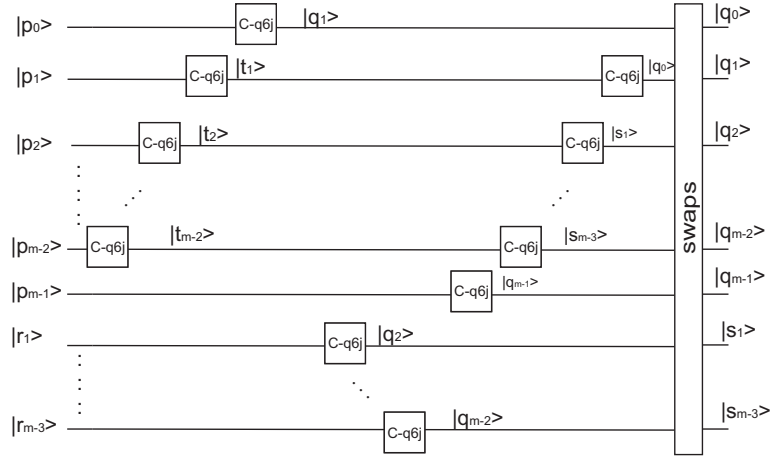 |p0> C-q6j |q1> |q0>
|p1> C-q6j |t1> C-q6j |q0> |q1>
|p2> C-q6j |t2> C-q6j |s1> |q2>
|pm-2> C-q6j |tm-2> C-q6j |sm-3> |qm-2>
|pm-1> C-q6j |qm-1> |qm-1>
|r1> C-q6j |q2> |s1>
|rm-3> C-q6j |qm-2> |sm-3>
swaps